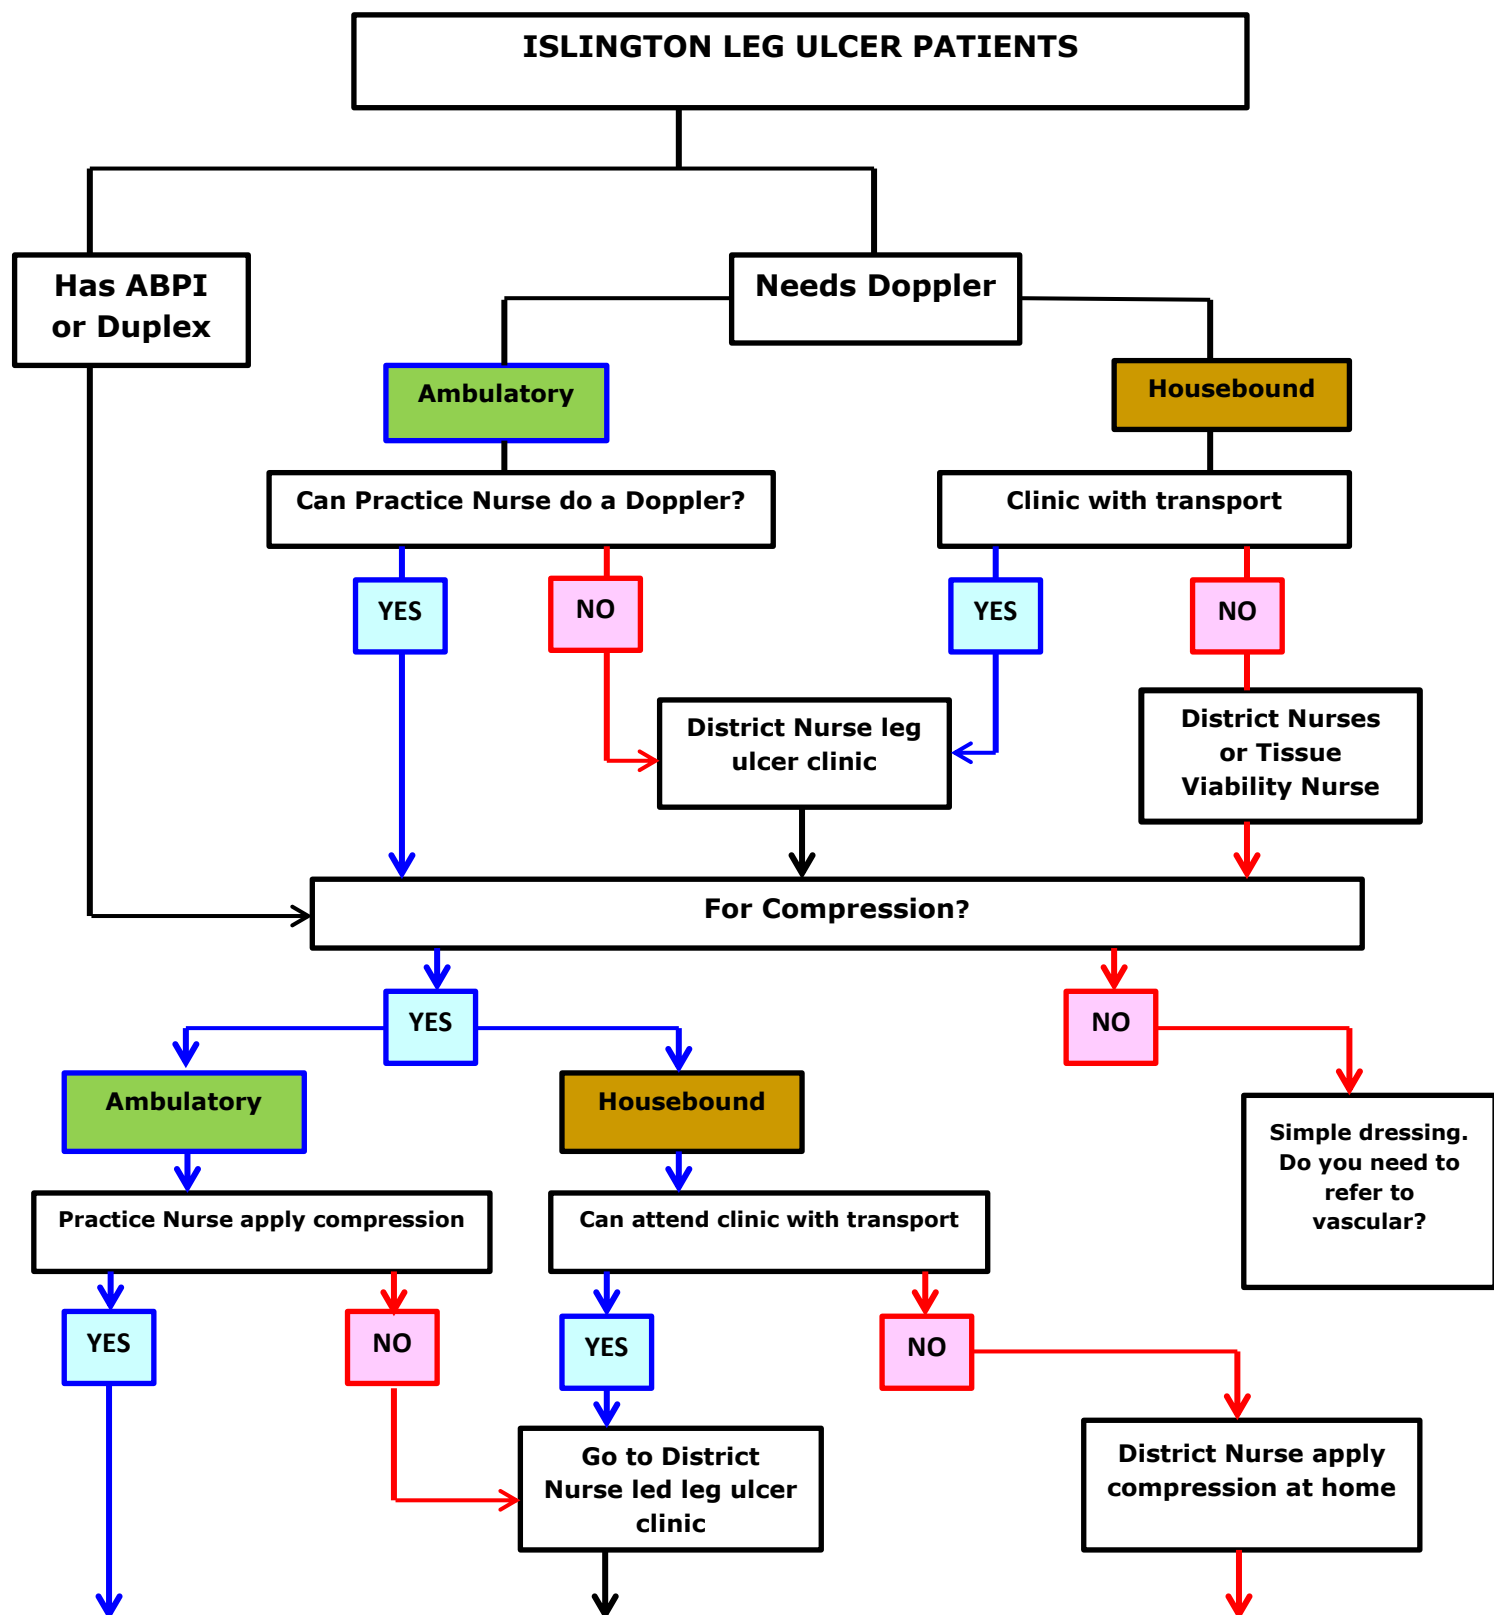 ISLINGTON LEG ULCER PATIENTS
Has ABPI
or Duplex
Needs Doppler
Ambulatory
Housebound
Can Practice Nurse do a Doppler?
Clinic with transport
YES
NO
YES
NO
District Nurse leg
ulcer clinic
District Nurses
or Tissue
Viability Nurse
For Compression?
YES
NO
Ambulatory
Housebound
Simple dressing.
Do you need to
refer to
vascular?
Practice Nurse apply compression
Can attend clinic with transport
YES
NO
YES
NO
Go to District
Nurse led leg ulcer
clinic
District Nurse apply
compression at home